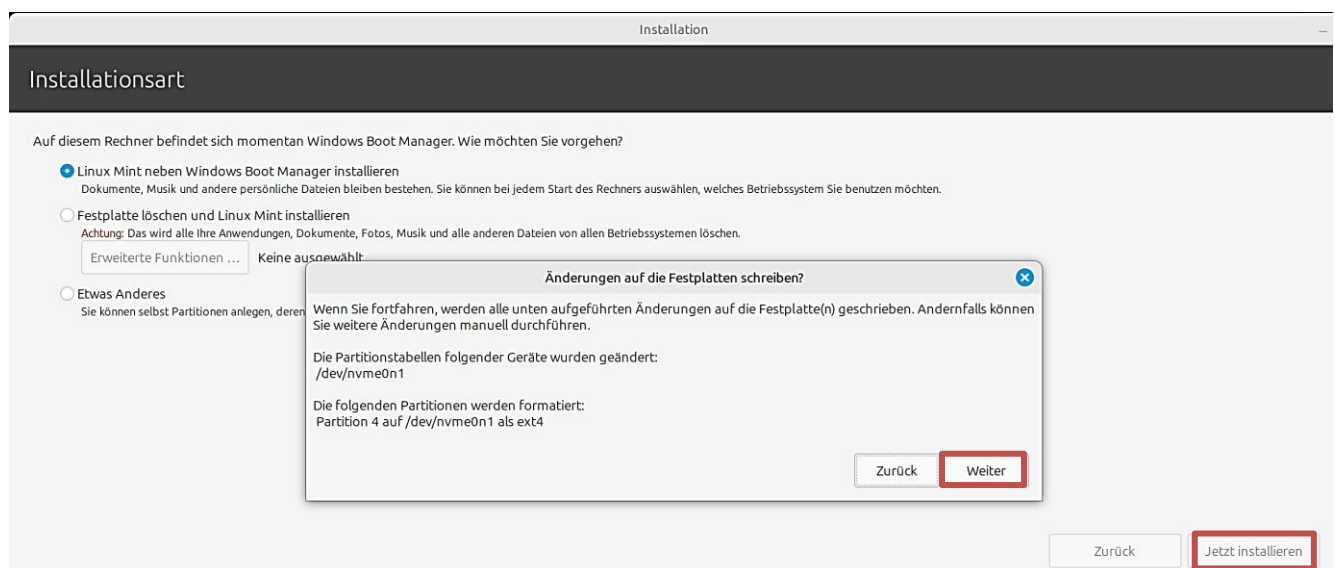 Installation
Installationsart
Auf diesem Rechner befindet sich momentan Windows Boot Manager. Wie möchten Sie vorgehen?
Linux Mint neben Windows Boot Manager installieren
Dokumente, Musik und andere persönliche Dateien bleiben bestehen. Sie können bei jedem Start des Rechners auswählen, welches Betriebssystem Sie benutzen möchten.
Festplatte löschen und Linux Mint installieren
Achtung: Das wird alle Ihre Anwendungen, Dokumente, Fotos, Musik und alle anderen Dateien von allen Betriebssystemen löschen.
Erweiterte Funktionen ... Keine ausgewählt
Etwas Anderes
Sie können selbst Partitionen anlegen, deren
Änderungen auf die Festplatten schreiben?
Wenn Sie fortfahren, werden alle unten aufgeführten Änderungen auf die Festplatte(n) geschrieben. Andernfalls können
Sie weitere Änderungen manuell durchführen.
Die Partitionstabellen folgender Geräte wurden geändert:
/dev/nvme0n1
Die folgenden Partitionen werden formatiert:
Partition 4 auf /dev/nvme0n1 als ext4
Zurück Weiter
Zurück Jetzt installieren